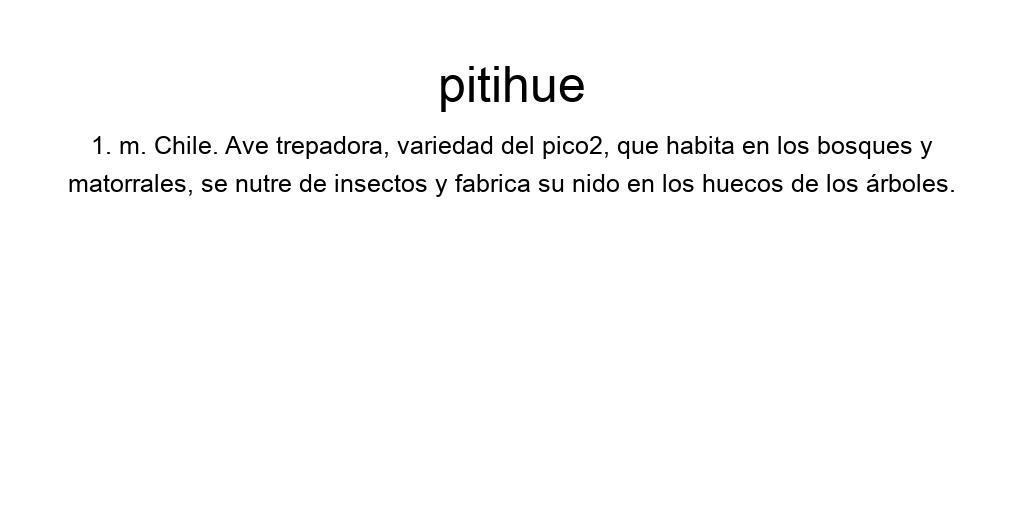 pitihue
1. m. Chile. Ave trepadora, variedad del pico2, que habita en los bosques y
matorrales, se nutre de insectos y fabrica su nido en los huecos de los árboles.